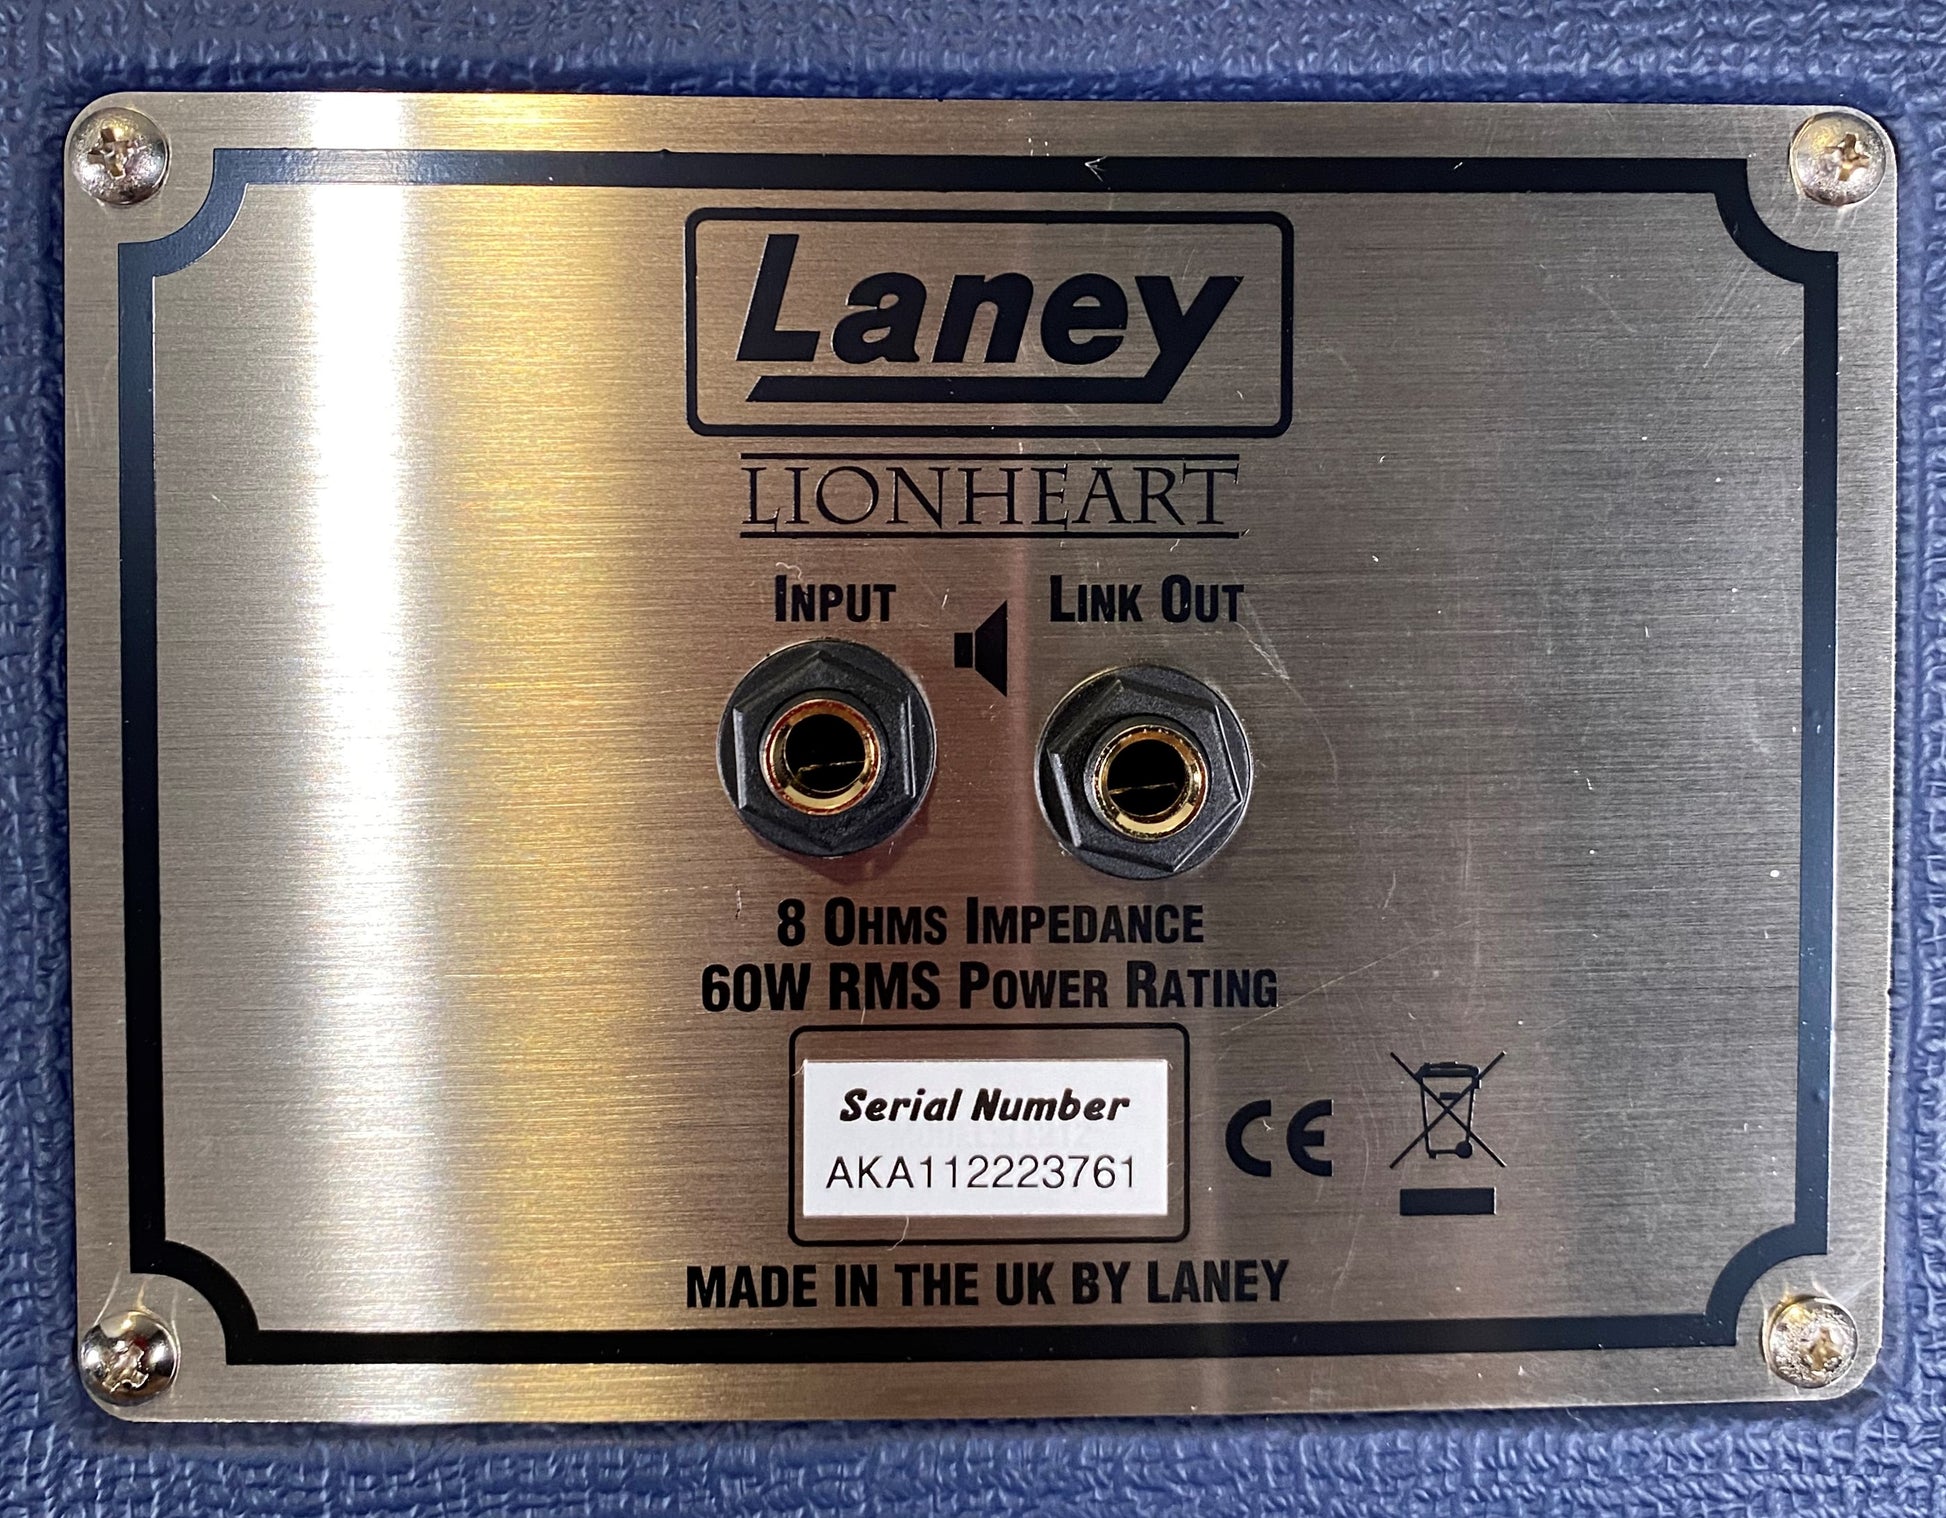 Laney
LIONHEART
INPUT LINK OUT
8 OHMS IMPEDANCE
60W RMS POWER RATING
Serial Number
AKA112223761
CE
MADE IN THE UK BY LANEY